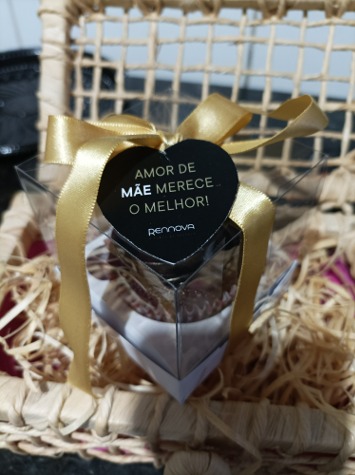 AMOR DE
MÃE MERECE
O MELHOR!
RENNOVA